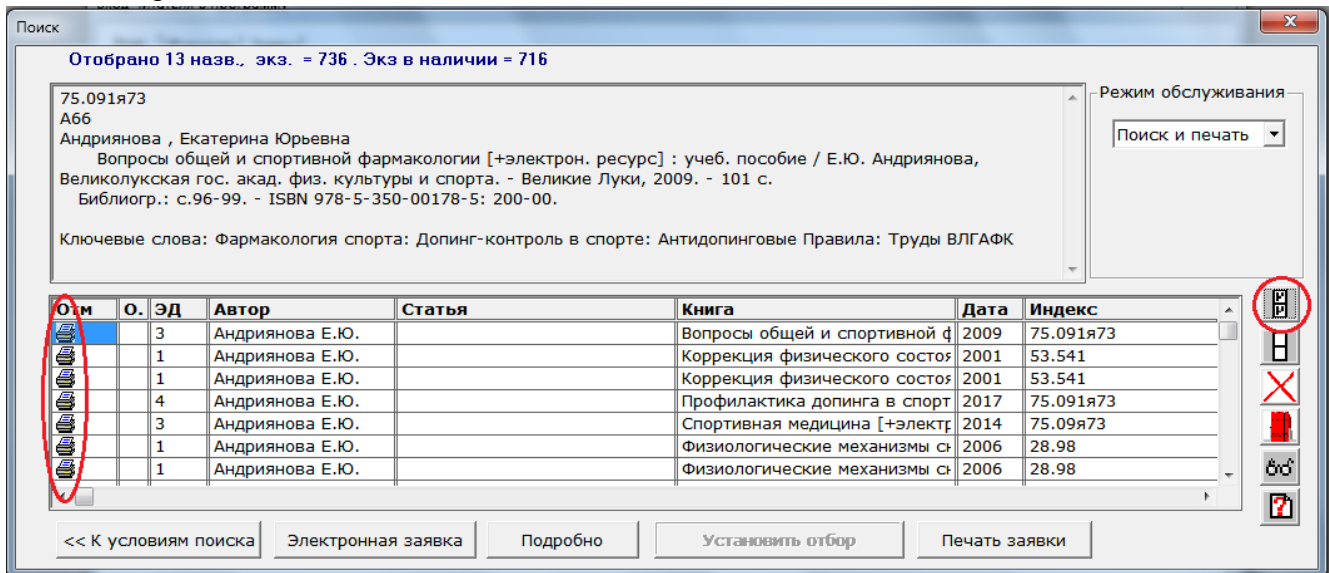 Поиск
Отобрано 13 назв., экз. = 736 . Экз в наличии = 716
75.091я73
А66
Андриянова , Екатерина Юрьевна
Вопросы общей и спортивной фармакологии [+электрон. ресурс] : учеб. пособие / Е.Ю. Андриянова,
Великолукская гос. акад. физ. культуры и спорта. - Великие Луки, 2009. - 101 с.
Библиогр.: с.96-99. - ISBN 978-5-350-00178-5: 200-00.
Ключевые слова: Фармакология спорта: Допинг-контроль в спорте: Антидопинговые Правила: Труды ВЛГАФК
Режим обслуживания
Поиск и печать
Отм О. ЭД Автор Статья Книга Дата Индекс
3 Андриянова Е.Ю. Вопросы общей и спортивной ф 2009 75.091я73
1 Андриянова Е.Ю. Коррекция физического состоя 2001 53.541
1 Андриянова Е.Ю. Коррекция физического состоя 2001 53.541
4 Андриянова Е.Ю. Профилактика допинга в спорт 2017 75.091я73
3 Андриянова Е.Ю. Спортивная медицина [+электр 2014 75.09я73
1 Андриянова Е.Ю. Физиологические механизмы сн 2006 28.98
1 Андриянова Е.Ю. Физиологические механизмы сн 2006 28.98
<< К условиям поиска Электронная заявка Подробно Установить отбор Печать заявки